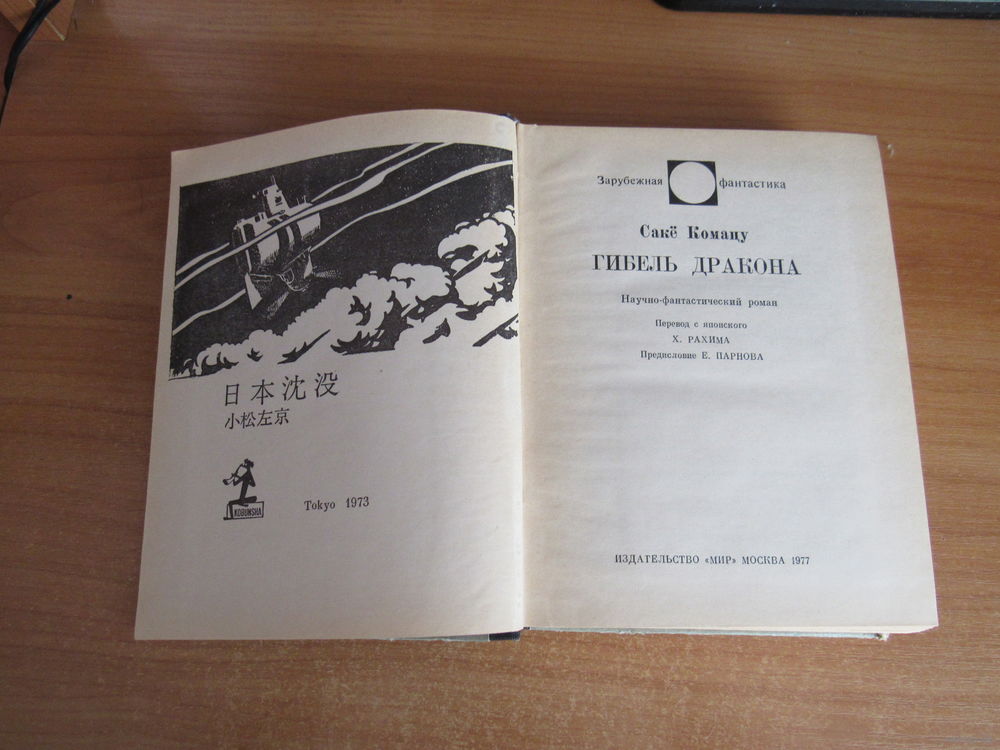 日本沈没
小松左京
KOBUNSHA
Tokyo 1973
Зарубежная фантастика
Сакё Комацу
ГИБЕЛЬ ДРАКОНА
Научно-фантастический роман
Перевод с японского
Х. РАХИМА
Предисловие Е. ПАРНОВА
ИЗДАТЕЛЬСТВО «МИР» МОСКВА 1977